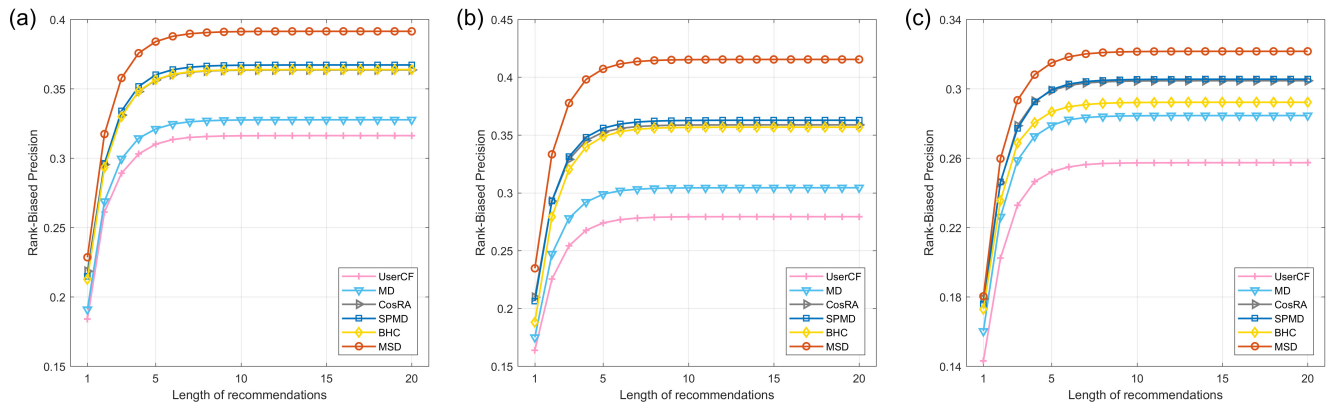 (a)
0.4
0.35
0.3
0.25
0.2
0.15
Rank-Biased Precision
1
5
10
15
20
Length of recommendations
UserCF
MD
CosRA
SPMD
BHC
MSD
(b)
0.45
0.4
0.35
0.3
0.25
0.2
0.15
Rank-Biased Precision
1
5
10
15
20
Length of recommendations
UserCF
MD
CosRA
SPMD
BHC
MSD
(c)
0.34
0.3
0.26
0.22
0.18
0.14
Rank-Biased Precision
1
5
10
15
20
Length of recommendations
UserCF
MD
CosRA
SPMD
BHC
MSD